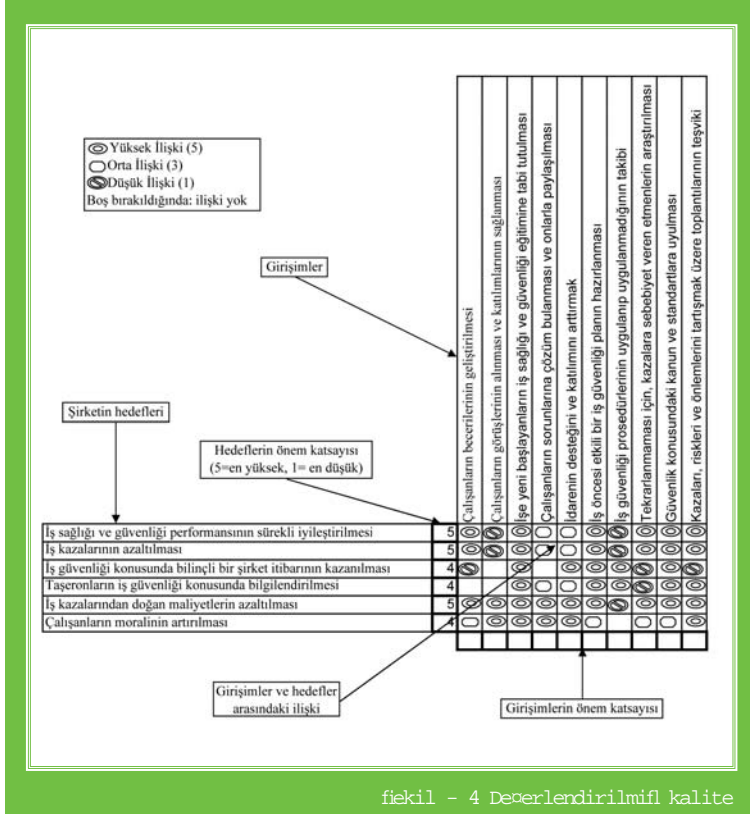 Yüksek İlişki (5)
Orta İlişki (3)
Düşük İlişki (1)
Boş bırakıldığında: ilişki yok
Girişimler
Çalışanların becerilerinin geliştirilmesi
Çalışanların görüşlerinin alınması ve katılımlarının sağlanması
İşe yeni başlayanların iş sağlığı ve güvenliği eğitimine tabi tutulması
Çalışanların sorunlarına çözüm bulanması ve onlarla paylaşılması
İdarenin desteğini ve katılımını arttırmak
İş öncesi etkili bir iş güvenliği planın hazırlanması
İş güvenliği prosedürlerinin uygulanıp uygulanmadığının takibi
Tekrarlanmaması için, kazalara sebebiyet veren etmenlerin araştırılması
Güvenlik konusundaki kanun ve standartlara uyulması
Kazaları, riskleri ve önlemlerini tartışmak üzere toplantılarının teşviki
Şirketin hedefleri
Hedeflerin önem katsayısı
(5=en yüksek, 1= en düşük)
İş sağlığı ve güvenliği performansının sürekli iyileştirilmesi 5
İş kazalarının azaltılması 5
İş güvenliği konusunda bilinçli bir şirket itibarının kazanılması 4
Taşeronların iş güvenliği konusunda bilgilendirilmesi 4
İş kazalarından doğan maliyetlerin azaltılması 5
Çalışanların moralinin artırılması 4
Girişimler ve hedefler
arasındaki ilişki
Girişimlerin önem katsayısı
fiekil - 4 De¤erlendirilmifl kalite